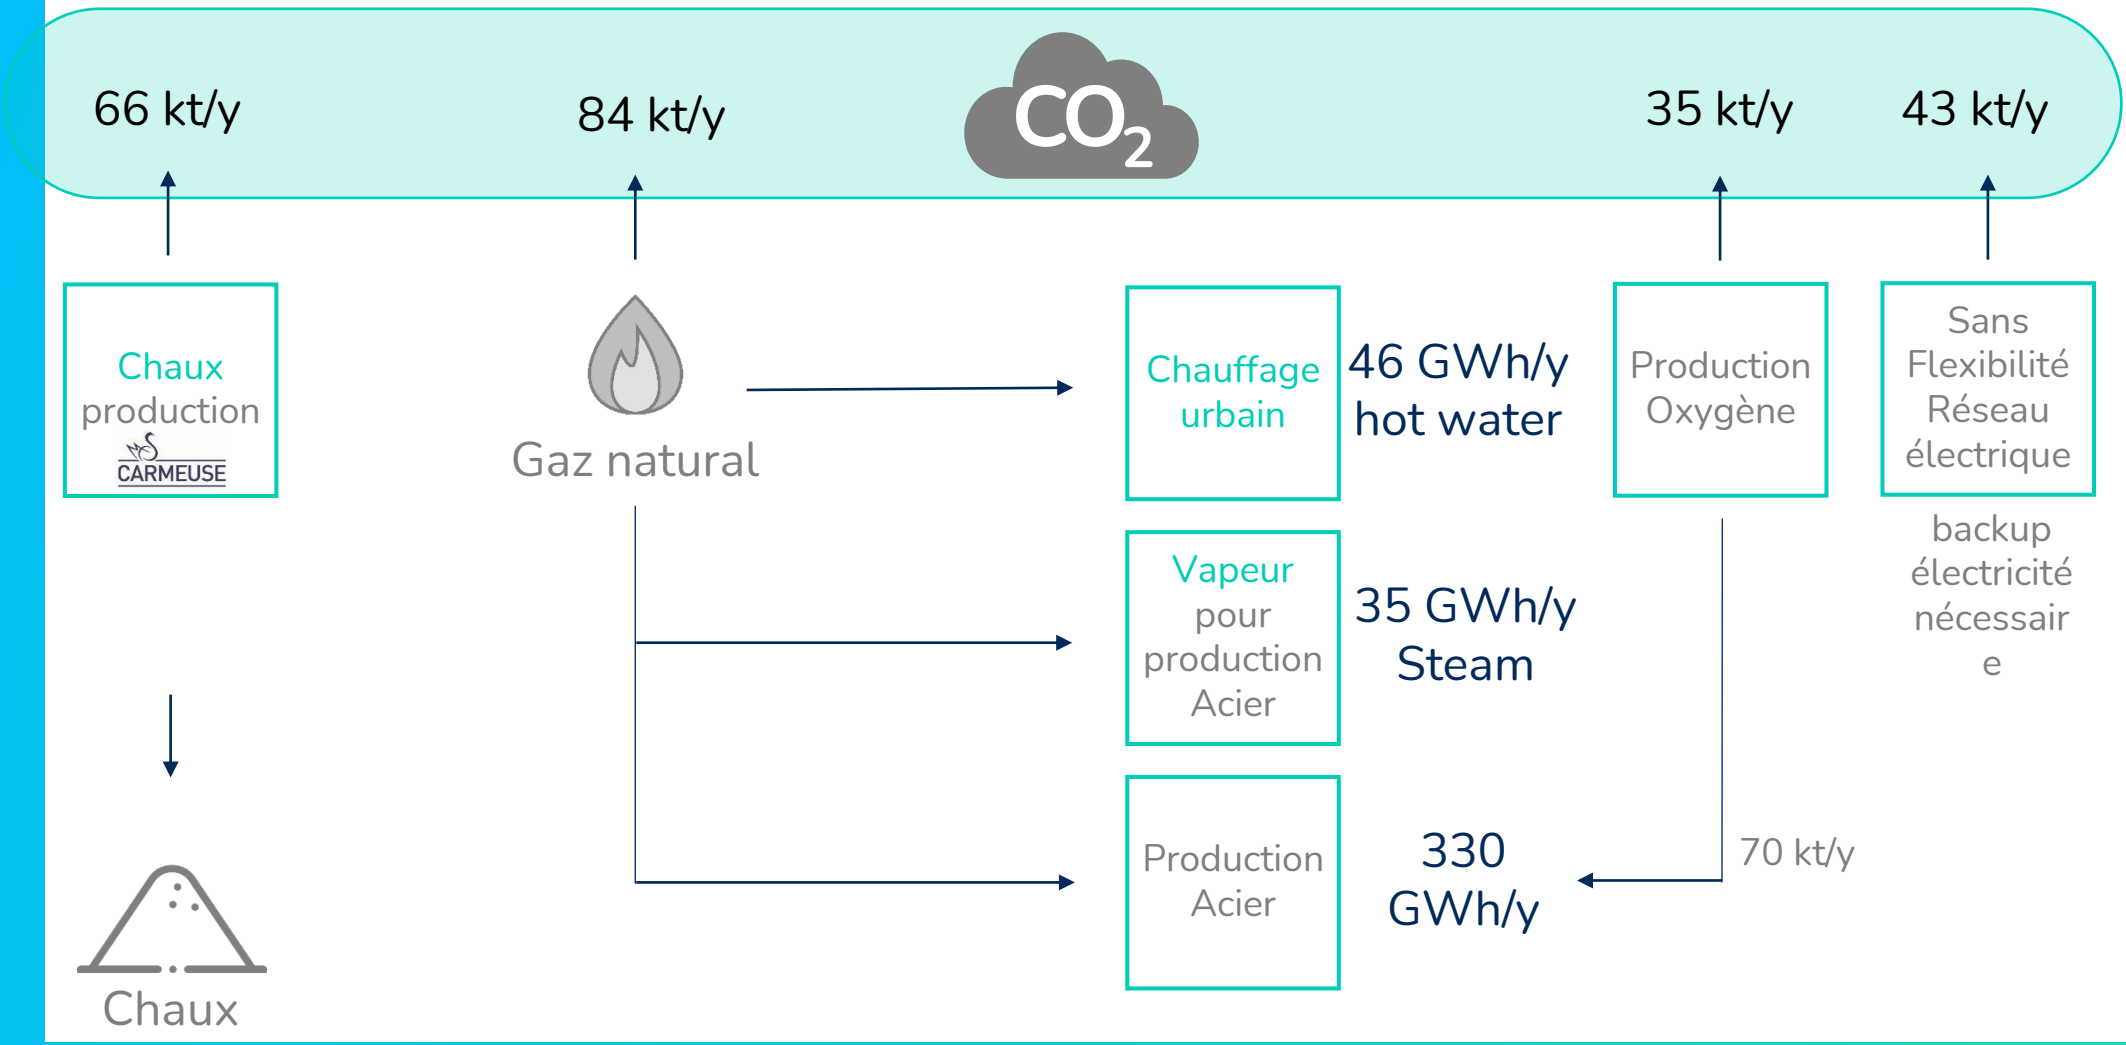 66 kt/y
84 kt/y
CO2
35 kt/y
43 kt/y
Chaux
production
CARMEUSE
Gaz natural
Chauffage
urbain
46 GWh/y
hot water
Production
Oxygène
Sans
Flexibilité
Réseau
électrique
backup
électricité
nécessair
e
Vapeur
pour
production
Acier
35 GWh/y
Steam
Production
Acier
330
GWh/y
70 kt/y
Chaux